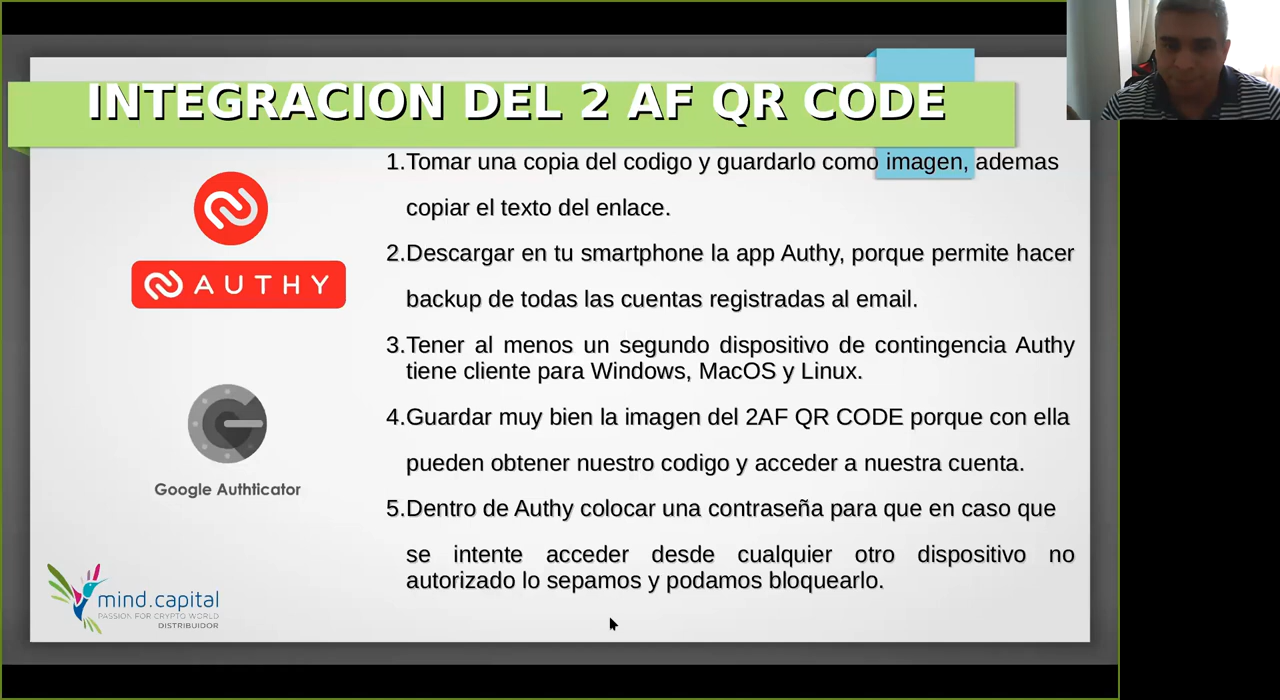 INTEGRACION DEL 2 AF QR CODE
1.Tomar una copia del codigo y guardarlo como imagen, ademas
copiar el texto del enlace.
2.Descargar en tu smartphone la app Authy, porque permite hacer
backup de todas las cuentas registradas al email.
3.Tener al menos un segundo dispositivo de contingencia Authy
tiene cliente para Windows, MacOS y Linux.
4.Guardar muy bien la imagen del 2AF QR CODE porque con ella
pueden obtener nuestro codigo y acceder a nuestra cuenta.
5.Dentro de Authy colocar una contraseña para que en caso que
se intente acceder desde cualquier otro dispositivo no
autorizado lo sepamos y podamos bloquearlo.
AUTHY
Google Authticator
mind.capital
PASSION FOR CRYPTO WORLD
DISTRIBUIDOR